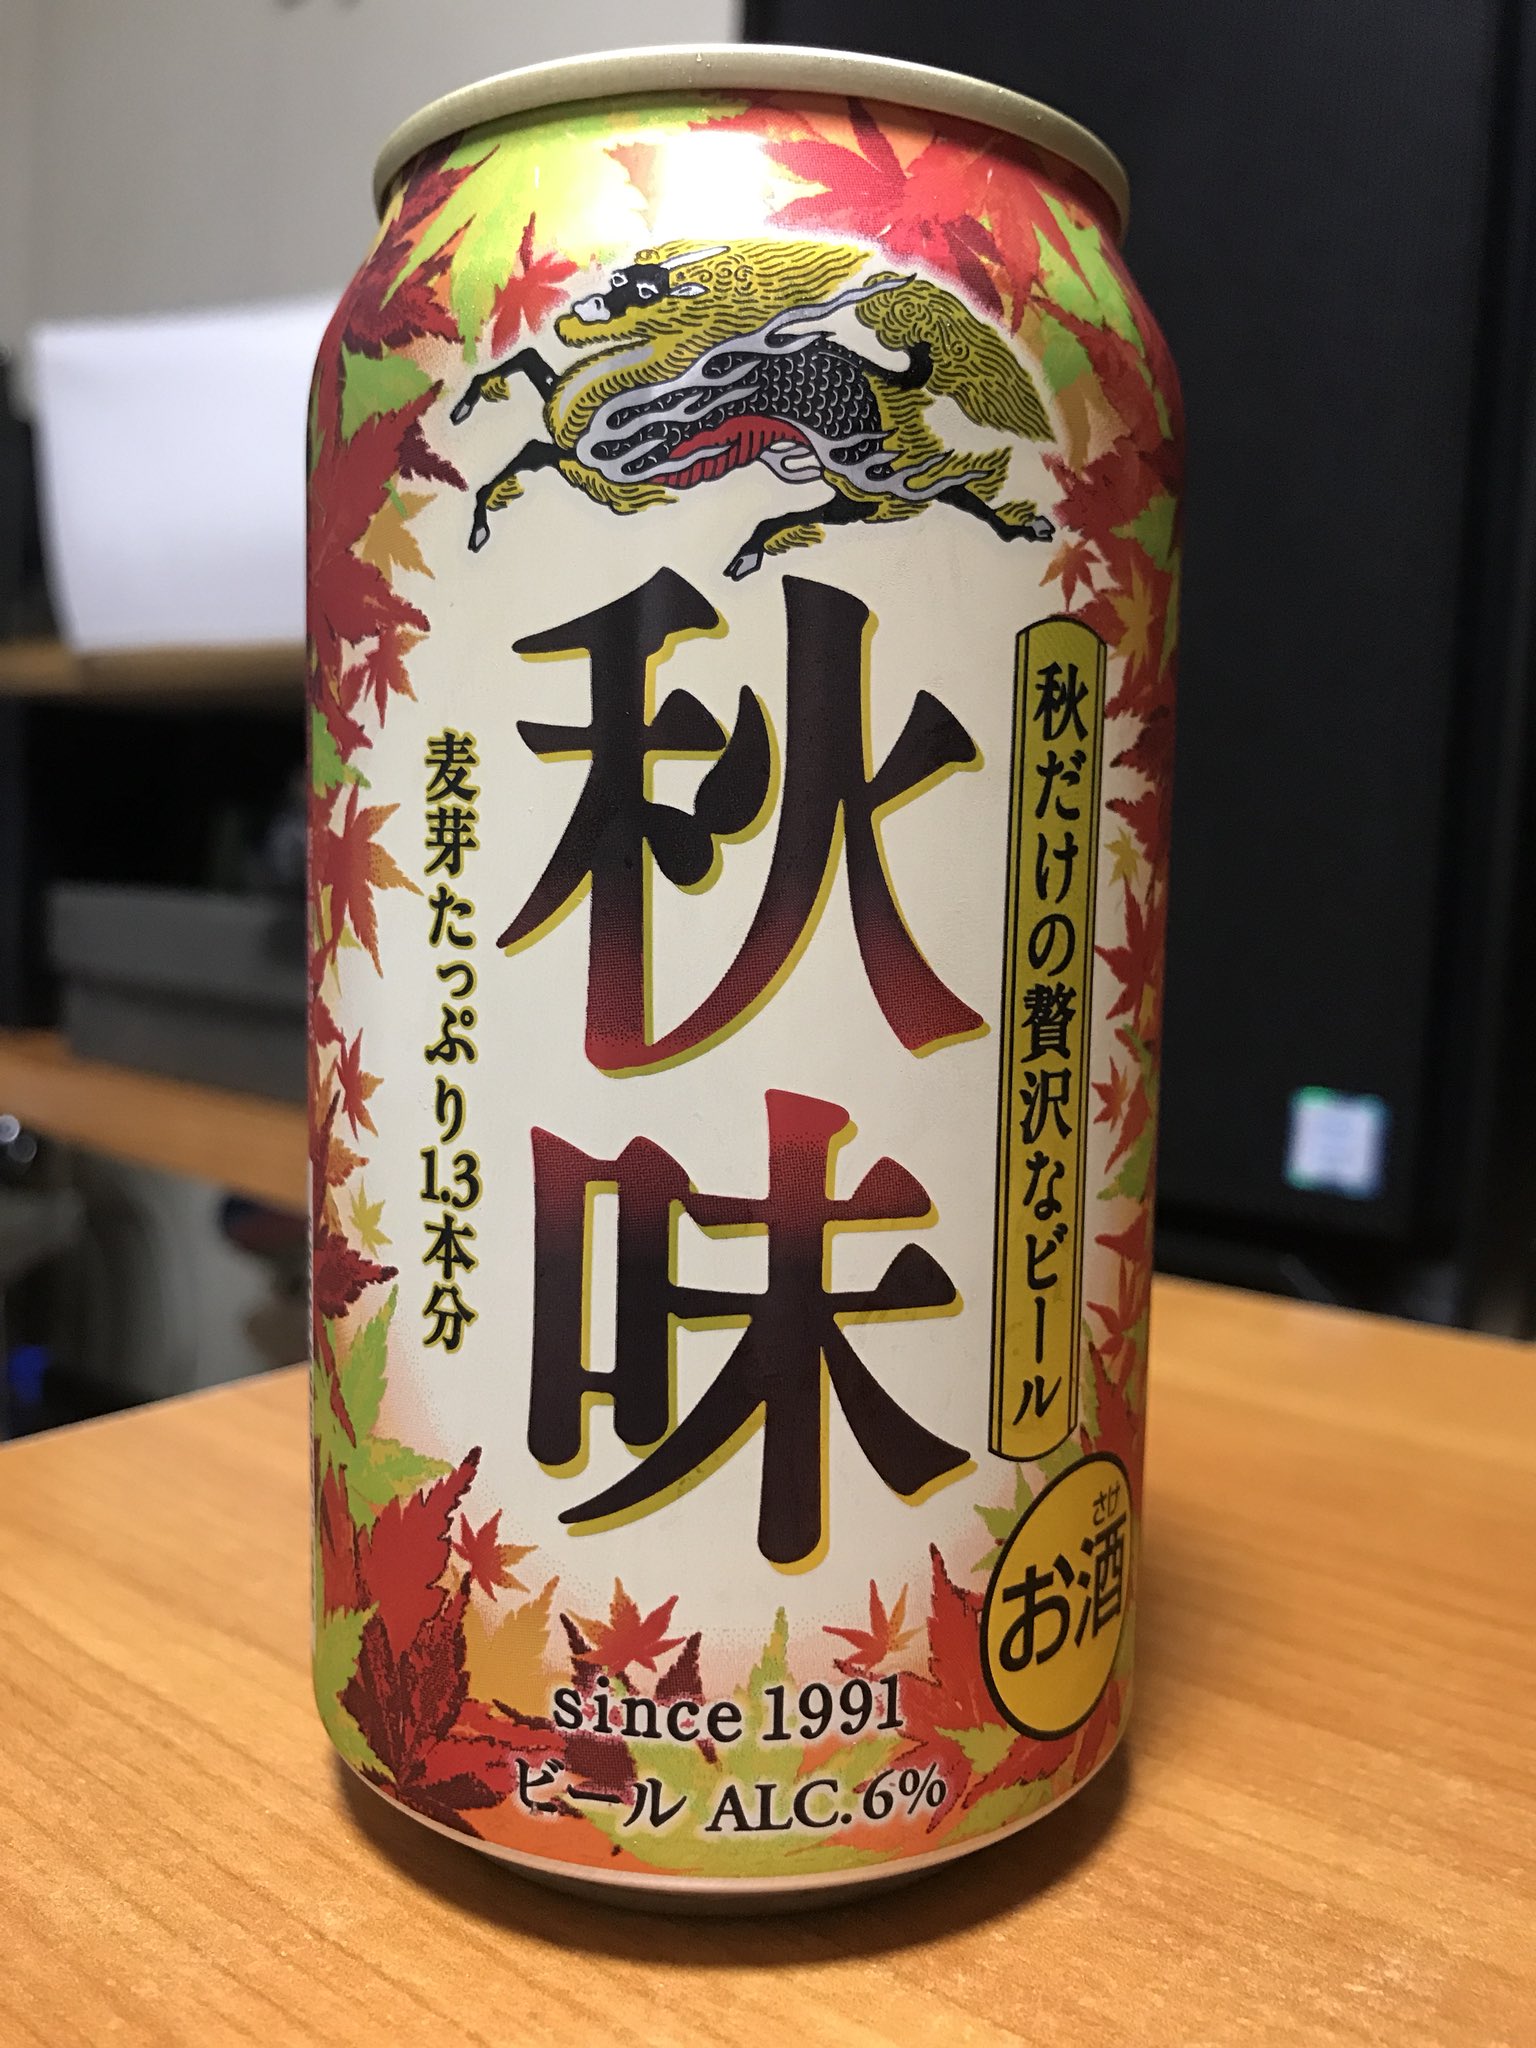 秋味
秋だけの贅沢なビール
麦芽たっぷり1.3本分
さけ
お酒
since 1991
ビール ALC.6%